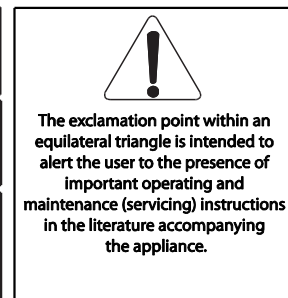 The exclamation point within an
equilateral triangle is intended to
alert the user to the presence of
important operating and
maintenance (servicing) instructions
in the literature accompanying
the appliance.